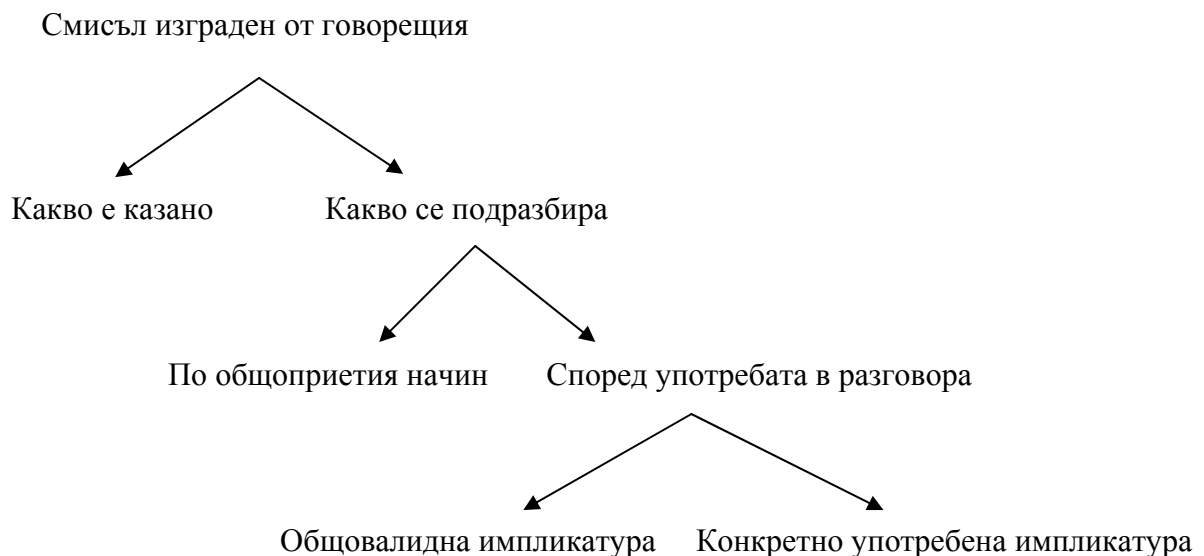 Смисъл изграден от говорещия
Какво е казано Какво се подразбира
По общоприетия начин Според употребата в разговора
Общовалидна импликатура Конкретно употребена импликатура